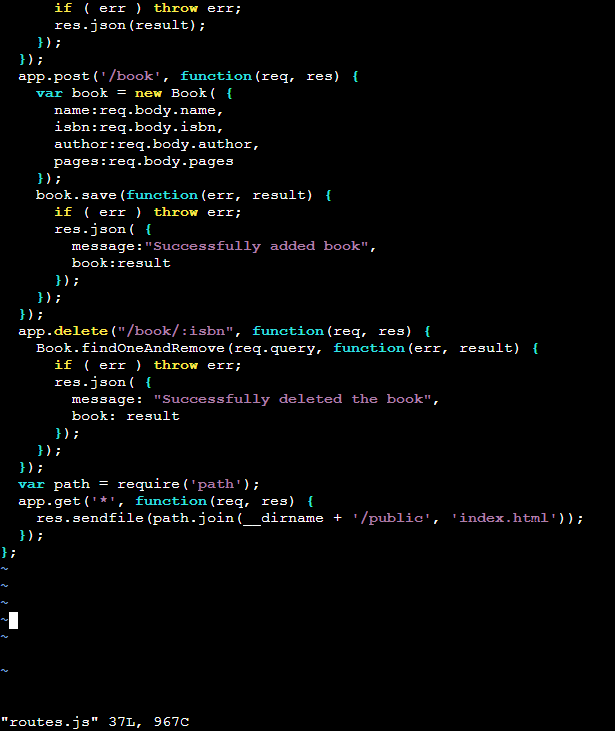 if ( err ) throw err;
      res.json(result);
    });
  });
  app.post('/book', function(req, res) {
    var book = new Book( {
      name:req.body.name,
      isbn:req.body.isbn,
      author:req.body.author,
      pages:req.body.pages
    });
    book.save(function(err, result) {
      if ( err ) throw err;
      res.json( {
        message:"Successfully added book",
        book:result
      });
    });
  });
  app.delete("/book/:isbn", function(req, res) {
    Book.findOneAndRemove(req.query, function(err, result) {
      if ( err ) throw err;
      res.json( {
        message: "Successfully deleted the book",
        book: result
      });
    });
  });
  var path = require('path');
  app.get('*', function(req, res) {
    res.sendfile(path.join(__dirname + '/public', 'index.html'));
  });
};
~
~
~
~
~
~
"routes.js" 37L, 967C